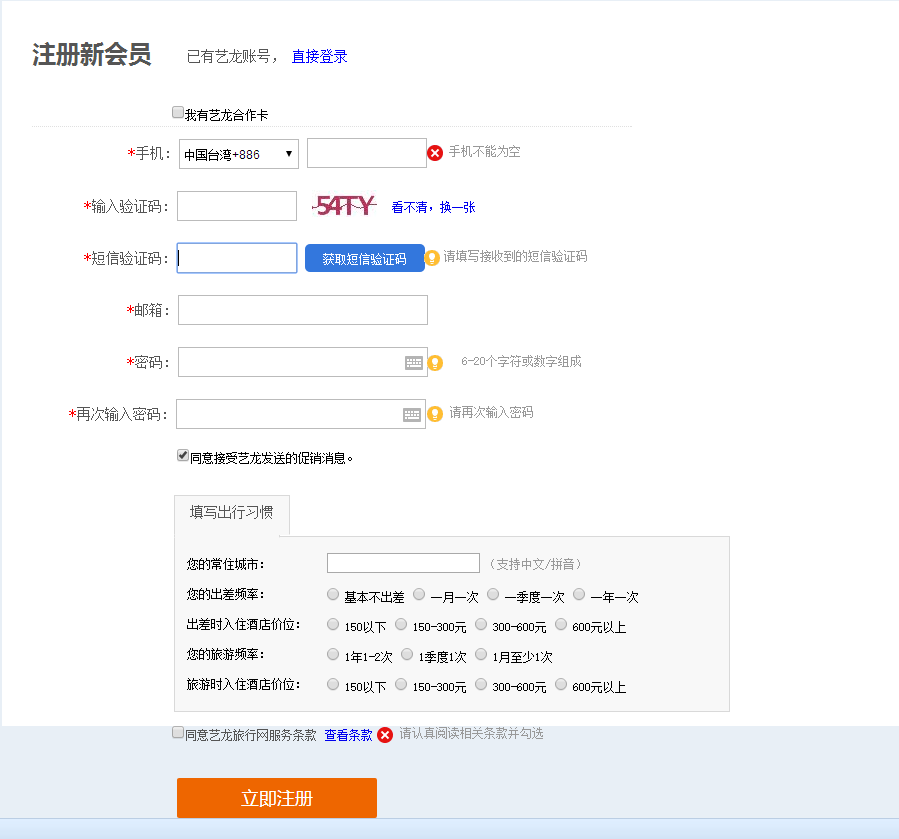 注册新会员 已有艺龙账号， 直接登录
我有艺龙合作卡
*手机： 中国台湾+886 手机不能为空
*输入验证码： 54TY 看不清，换一张
*短信验证码： 获取短信验证码 请填写接收到的短信验证码
*邮箱：
*密码： 6-20个字符或数字组成
*再次输入密码： 请再次输入密码
同意接受艺龙发送的促销消息。
填写出行习惯
您的常住城市： （支持中文/拼音）
您的出差频率： 基本不出差 一月一次 一季度一次 一年一次
出差时入住酒店价位： 150以下 150-300元 300-600元 600元以上
您的旅游频率： 1年1-2次 1季度1次 1月至少1次
旅游时入住酒店价位： 150以下 150-300元 300-600元 600元以上
同意艺龙旅行网服务条款 查看条款 请认真阅读相关条款并勾选
立即注册